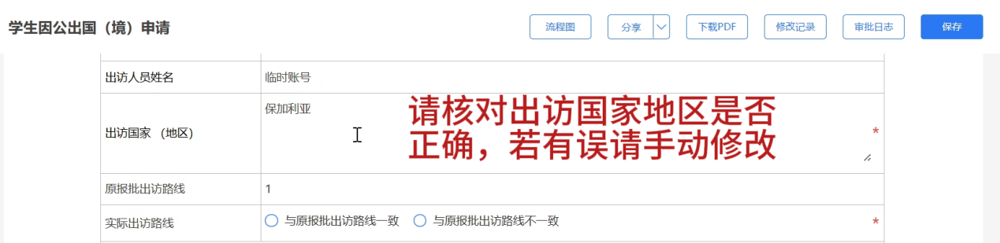 学生因公出国（境）申请
流程图
分享
下载PDF
修改记录
审批日志
保存
出访人员姓名
临时账号
出访国家 （地区）
保加利亚
请核对出访国家地区是否
正确，若有误请手动修改
*
原报批出访路线
1
实际出访路线
与原报批出访路线一致
与原报批出访路线不一致
*